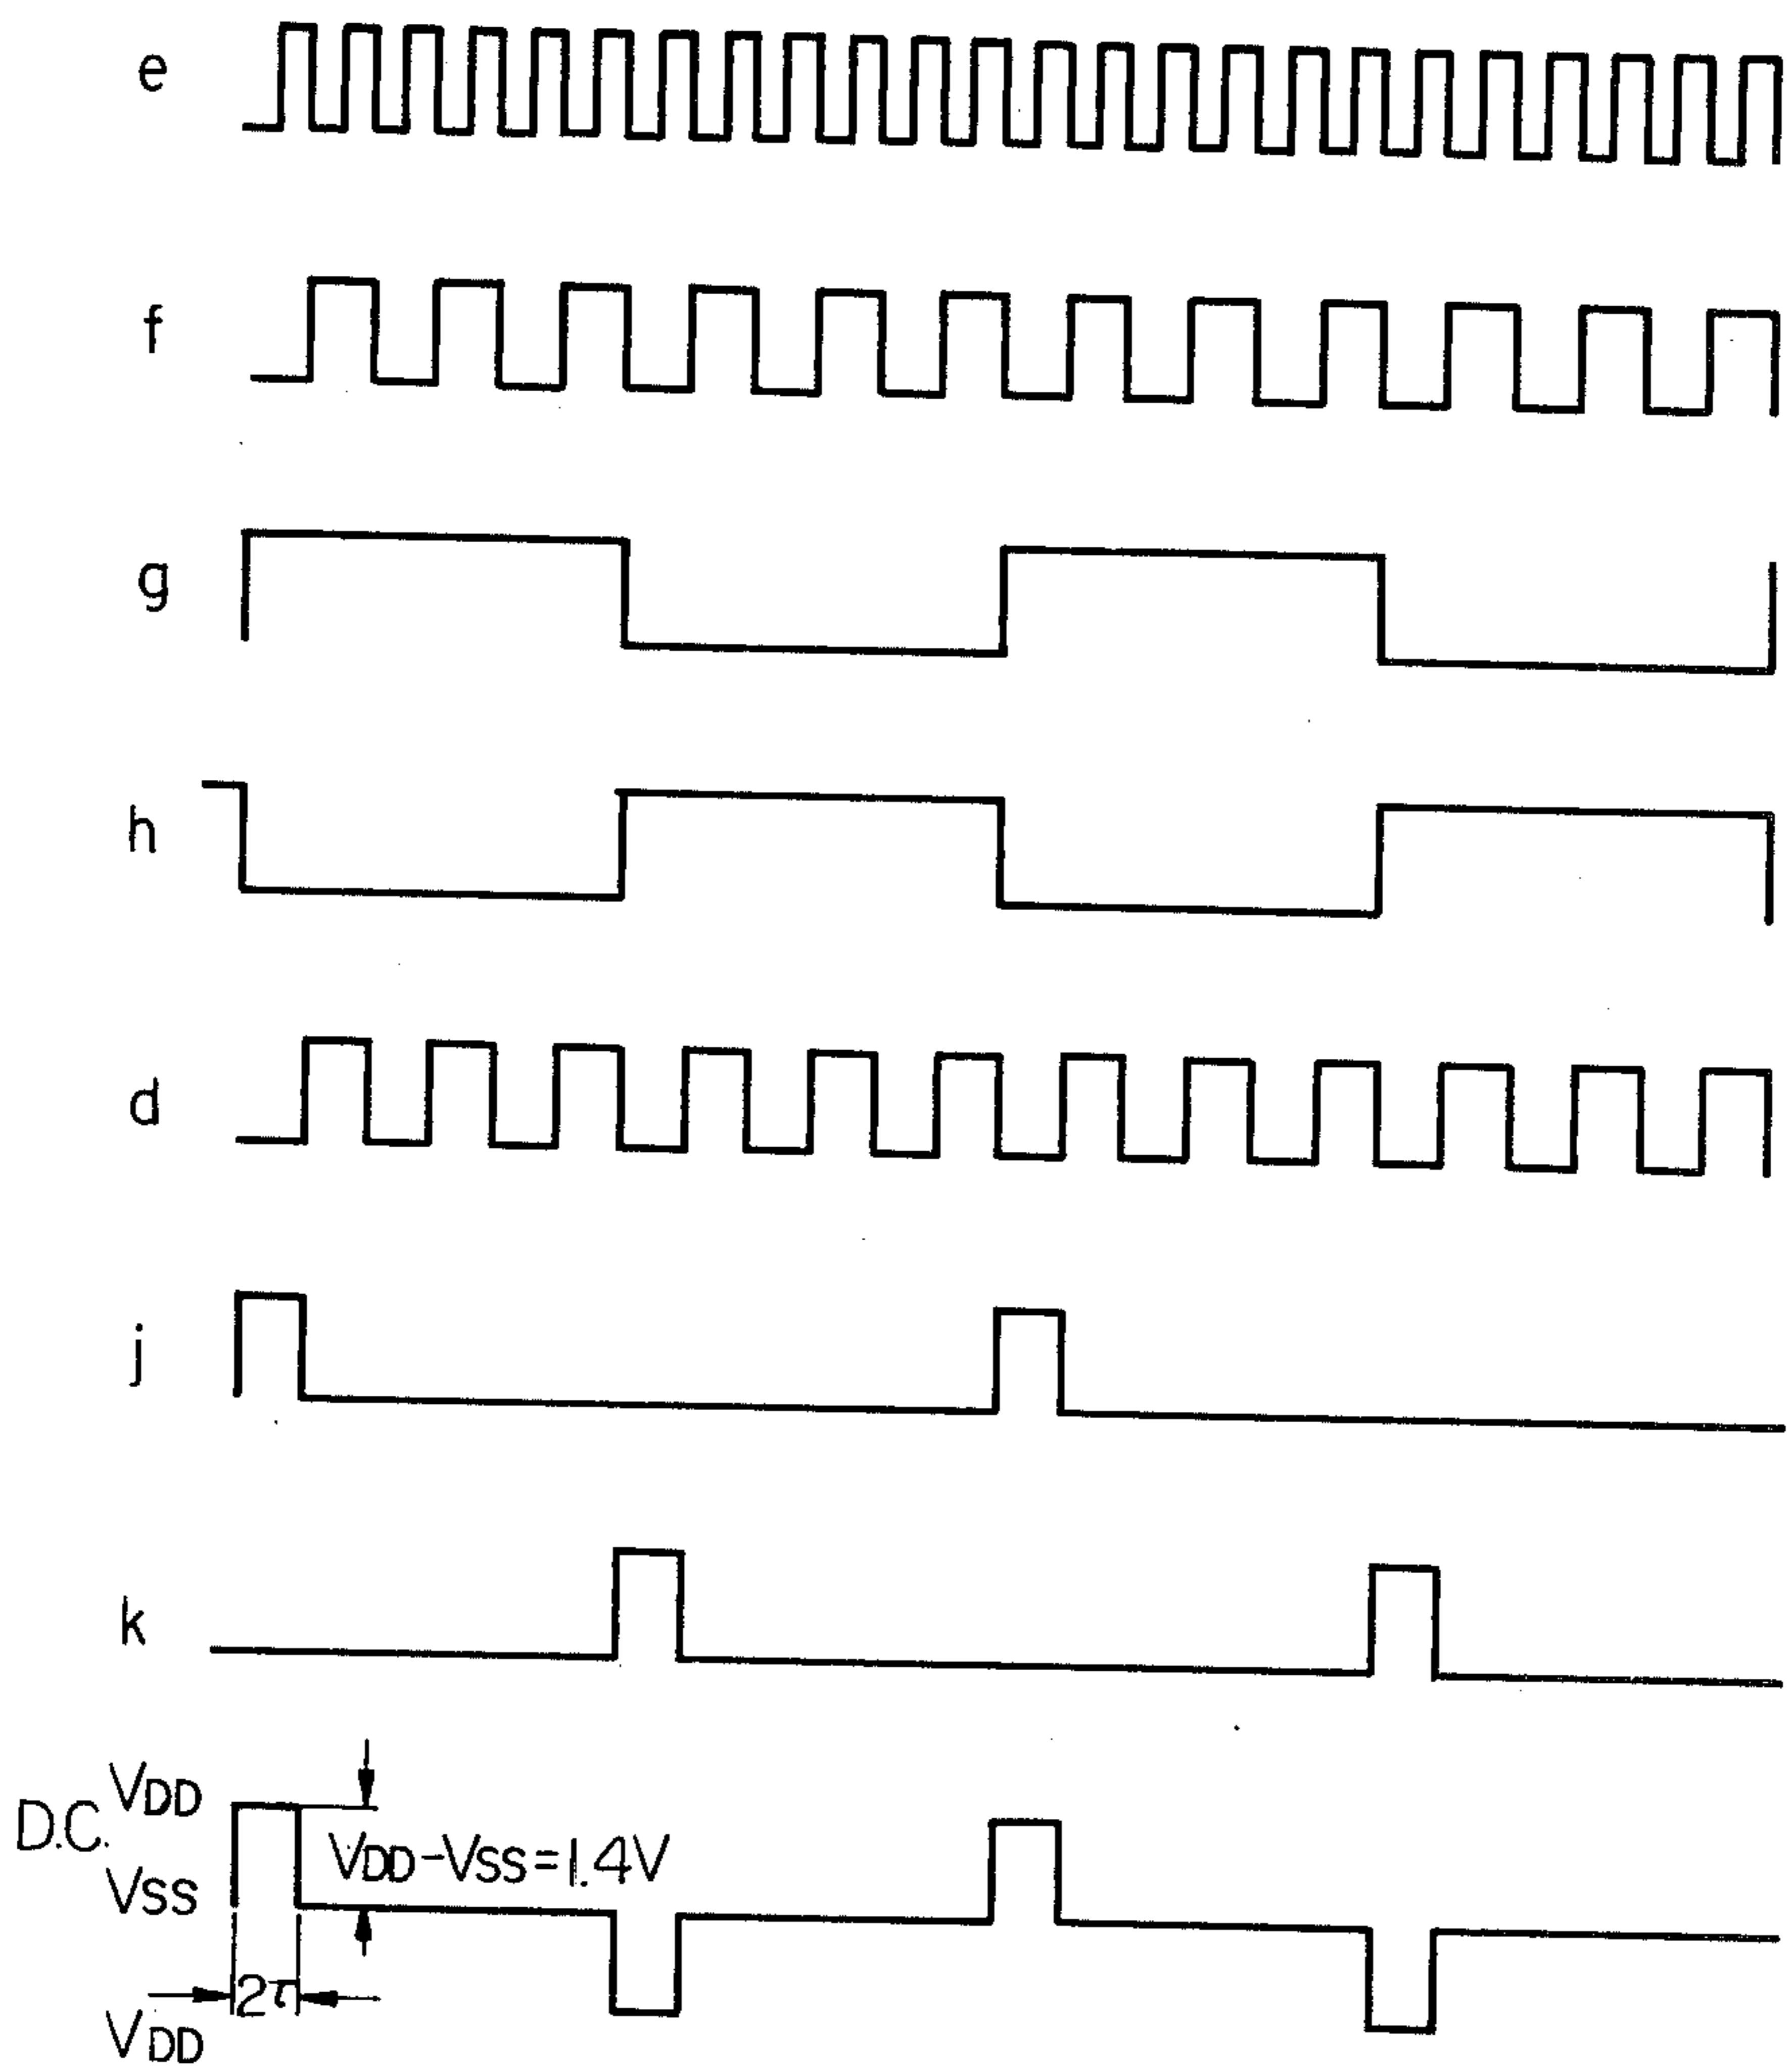 e
f
g
h
d
j
k
D.C. VDD
VDD-VSS=1.4V
VSS
2τ
VDD